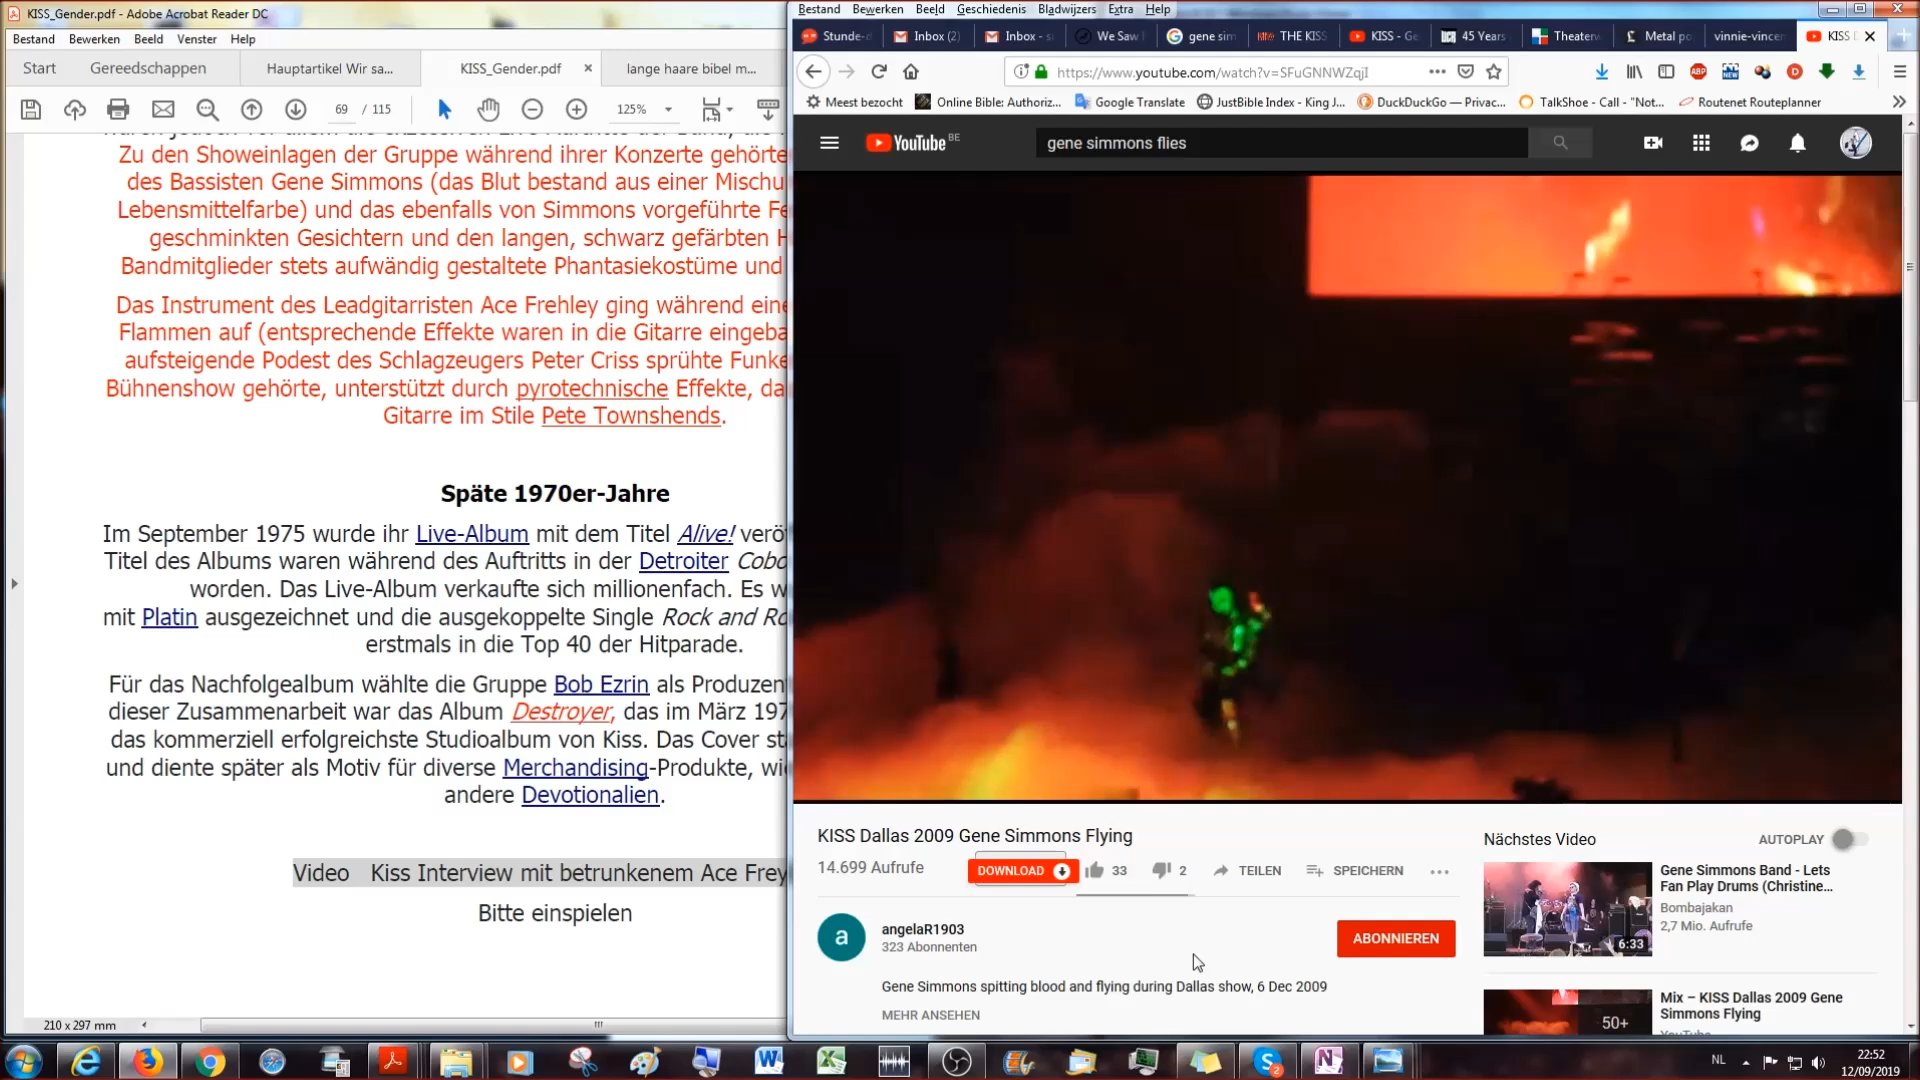 KISS_Gender.pdf - Adobe Acrobat Reader DC
Bestand Bewerken Beeld Venster Help
Start Gereedschappen Hauptartikel Wir sa... KISS_Gender.pdf × lange haare bibel m...
69 / 115 125%
Zu den Showeinlagen der Gruppe während ihrer Konzerte gehörte
des Bassisten Gene Simmons (das Blut bestand aus einer Mischu
Lebensmittelfarbe) und das ebenfalls von Simmons vorgeführte Fe
geschminkten Gesichtern und den langen, schwarz gefärbten H
Bandmitglieder stets aufwändig gestaltete Phantasiekostüme und
Das Instrument des Leadgitarristen Ace Frehley ging während eine
Flammen auf (entsprechende Effekte waren in die Gitarre eingeba
aufsteigende Podest des Schlagzeugers Peter Criss sprühte Funke
Bühnenshow gehörte, unterstützt durch pyrotechnische Effekte, da
Gitarre im Stile Pete Townshends.
Späte 1970er-Jahre
Im September 1975 wurde ihr Live-Album mit dem Titel Alive! verö
Titel des Albums waren während des Auftritts in der Detroiter Cobo
worden. Das Live-Album verkaufte sich millionenfach. Es w
mit Platin ausgezeichnet und die ausgekoppelte Single Rock and Ro
erstmals in die Top 40 der Hitparade.
Für das Nachfolgealbum wählte die Gruppe Bob Ezrin als Produzen
dieser Zusammenarbeit war das Album Destroyer, das im März 197
das kommerziell erfolgreichste Studioalbum von Kiss. Das Cover st
und diente später als Motiv für diverse Merchandising-Produkte, wi
andere Devotionalien.
Video Kiss Interview mit betrunkenem Ace Frey
Bitte einspielen
210 x 297 mm
Bestand Bewerken Beeld Geschiedenis Bladwijzers Extra Help
Stunde- Inbox (2) Inbox - s We Saw gene sim THE KISS KISS - Ge 45 Years Theater Metal po vinnie-vincen KISS D
https://www.youtube.com/watch?v=SFuGNNWZqjI
Meest bezocht Online Bible: Authoriz... Google Translate JustBible Index - King J... DuckDuckGo — Privac... TalkShoe - Call - "Not... Routenet Routeplanner
YouTube BE gene simmons flies
KISS Dallas 2009 Gene Simmons Flying
14.699 Aufrufe DOWNLOAD 33 2 TEILEN SPEICHERN
angelaR1903
323 Abonnenten
ABONNIEREN
Gene Simmons spitting blood and flying during Dallas show, 6 Dec 2009
MEHR ANSEHEN
Nächstes Video AUTOPLAY
Gene Simmons Band - Lets
Fan Play Drums (Christine...
Bombajakan
2,7 Mio. Aufrufe
6:33
Mix – KISS Dallas 2009 Gene
Simmons Flying
50+
NL
22:52
12/09/2019